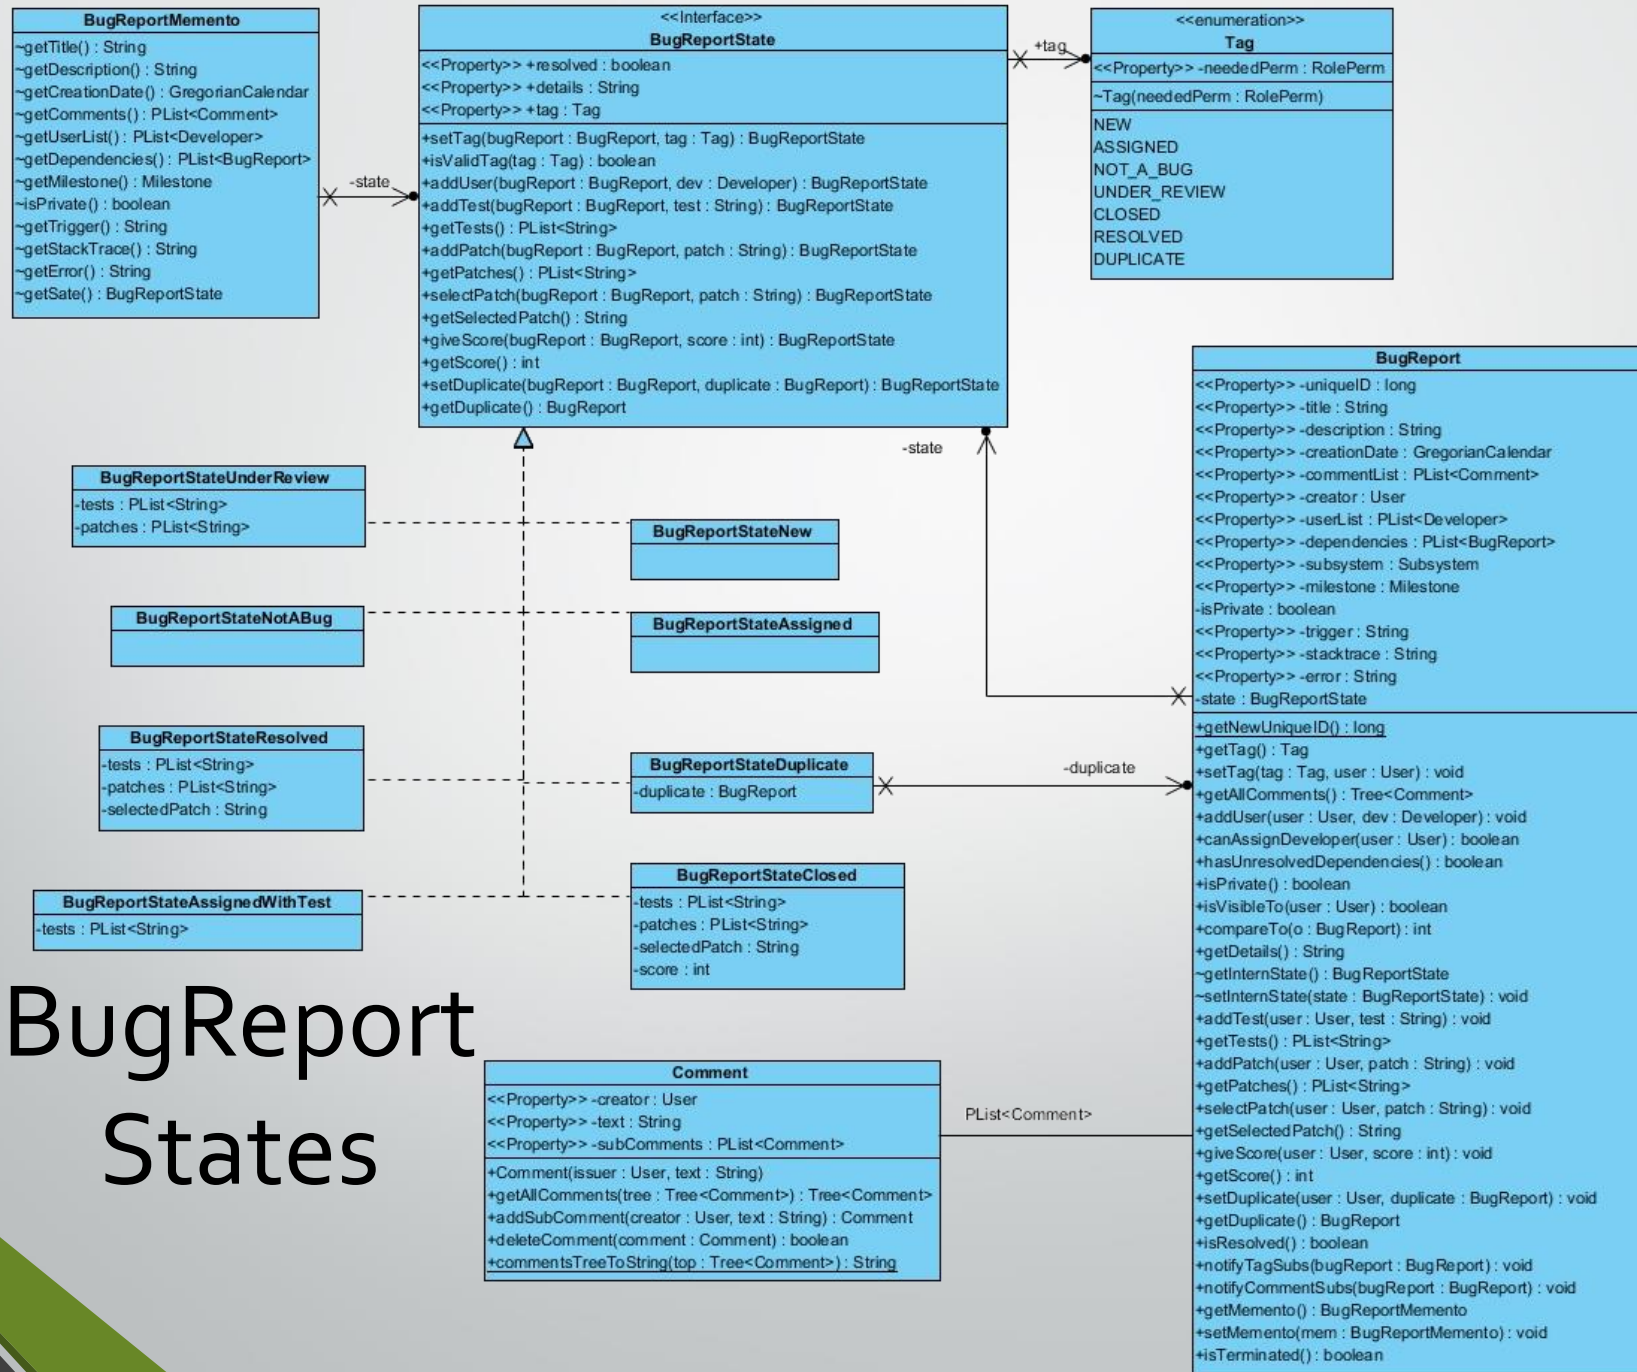 BugReportMemento
~getTitle() : String
~getDescription() : String
~getCreationDate() : GregorianCalendar
~getComments() : PList<Comment>
~getUserList() : PList<Developer>
~getDependencies() : PList<BugReport>
~getMilestone() : Milestone
~isPrivate() : boolean
~getTrigger() : String
~getStackTrace() : String
~getError() : String
~getSate() : BugReportState
-state
<<Interface>>
BugReportState
<<Property>> +resolved : boolean
<<Property>> +details : String
<<Property>> +tag : Tag
+setTag(bugReport : BugReport, tag : Tag) : BugReportState
+isValidTag(tag : Tag) : boolean
+addUser(bugReport : BugReport, dev : Developer) : BugReportState
+addTest(bugReport : BugReport, test : String) : BugReportState
+getTests() : PList<String>
+addPatch(bugReport : BugReport, patch : String) : BugReportState
+getPatches() : PList<String>
+selectPatch(bugReport : BugReport, patch : String) : BugReportState
+getSelectedPatch() : String
+giveScore(bugReport : BugReport, score : int) : BugReportState
+getScore() : int
+setDuplicate(bugReport : BugReport, duplicate : BugReport) : BugReportState
+getDuplicate() : BugReport
+tag
<<enumeration>>
Tag
<<Property>> -neededPerm : RolePerm
~Tag(neededPerm : RolePerm)
NEW
ASSIGNED
NOT_A_BUG
UNDER_REVIEW
CLOSED
RESOLVED
DUPLICATE
-state
BugReportStateUnderReview
-tests : PList<String>
-patches : PList<String>
BugReportStateNew
BugReportStateNotABug
BugReportStateAssigned
BugReportStateResolved
-tests : PList<String>
-patches : PList<String>
-selectedPatch : String
BugReportStateDuplicate
-duplicate : BugReport
-duplicate
BugReportStateAssignedWithTest
-tests : PList<String>
BugReportStateClosed
-tests : PList<String>
-patches : PList<String>
-selectedPatch : String
-score : int
BugReport
<<Property>> -uniqueID : long
<<Property>> -title : String
<<Property>> -description : String
<<Property>> -creationDate : GregorianCalendar
<<Property>> -commentList : PList<Comment>
<<Property>> -creator : User
<<Property>> -userList : PList<Developer>
<<Property>> -dependencies : PList<BugReport>
<<Property>> -subsystem : Subsystem
<<Property>> -milestone : Milestone
-isPrivate : boolean
<<Property>> -trigger : String
<<Property>> -stacktrace : String
<<Property>> -error : String
-state : BugReportState
+getNewUniqueID() : long
+getTag() : Tag
+setTag(tag : Tag, user : User) : void
+getAllComments() : Tree<Comment>
+addUser(user : User, dev : Developer) : void
+canAssignDeveloper(user : User) : boolean
+hasUnresolvedDependencies() : boolean
+isPrivate() : boolean
+isVisibleTo(user : User) : boolean
+compareTo(o : BugReport) : int
+getDetails() : String
~getInternState() : BugReportState
~setInternState(state : BugReportState) : void
+addTest(user : User, test : String) : void
+getTests() : PList<String>
+addPatch(user : User, patch : String) : void
+getPatches() : PList<String>
+selectPatch(user : User, patch : String) : void
+getSelectedPatch() : String
+giveScore(user : User, score : int) : void
+getScore() : int
+setDuplicate(user : User, duplicate : BugReport) : void
+getDuplicate() : BugReport
+isResolved() : boolean
+notifyTagSubs(bugReport : BugReport) : void
+notifyCommentSubs(bugReport : BugReport) : void
+getMemento() : BugReportMemento
+setMemento(mem : BugReportMemento) : void
+isTerminated() : boolean
BugReport
States
Comment
<<Property>> -creator : User
<<Property>> -text : String
<<Property>> -subComments : PList<Comment>
+Comment(issuer : User, text : String)
+getAllComments(tree : Tree<Comment>) : Tree<Comment>
+addSubComment(creator : User, text : String) : Comment
+deleteComment(comment : Comment) : boolean
+commentsTreeToString(top : Tree<Comment>) : String
PList<Comment>